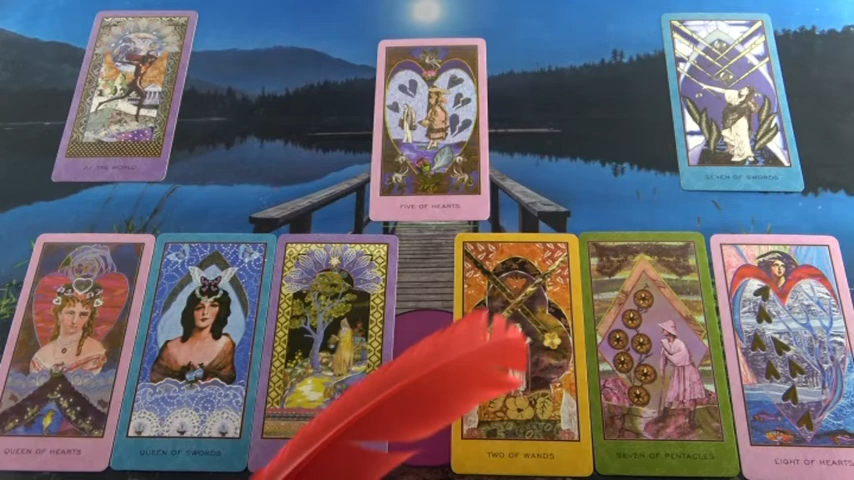 XXI THE WORLD
FIVE OF HEARTS
SEVEN OF SWORDS
QUEEN OF HEARTS
QUEEN OF SWORDS
TWO OF WANDS
SEVEN OF PENTACLES
EIGHT OF HEARTS